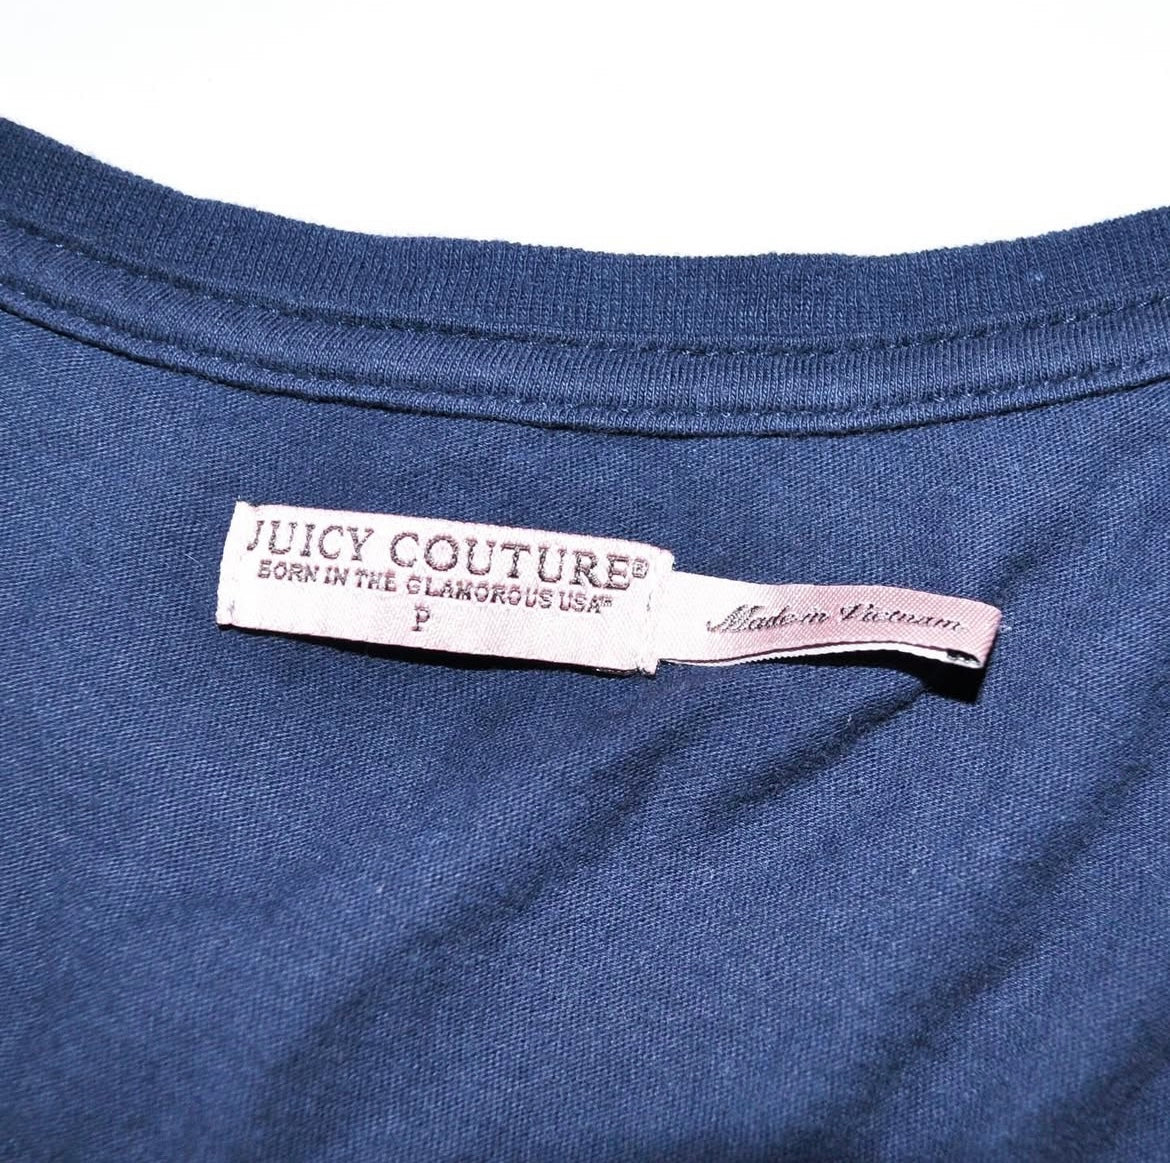 JUICY COUTURE®
BORN IN THE GLAMOROUS USA™
P
Made in Vietnam